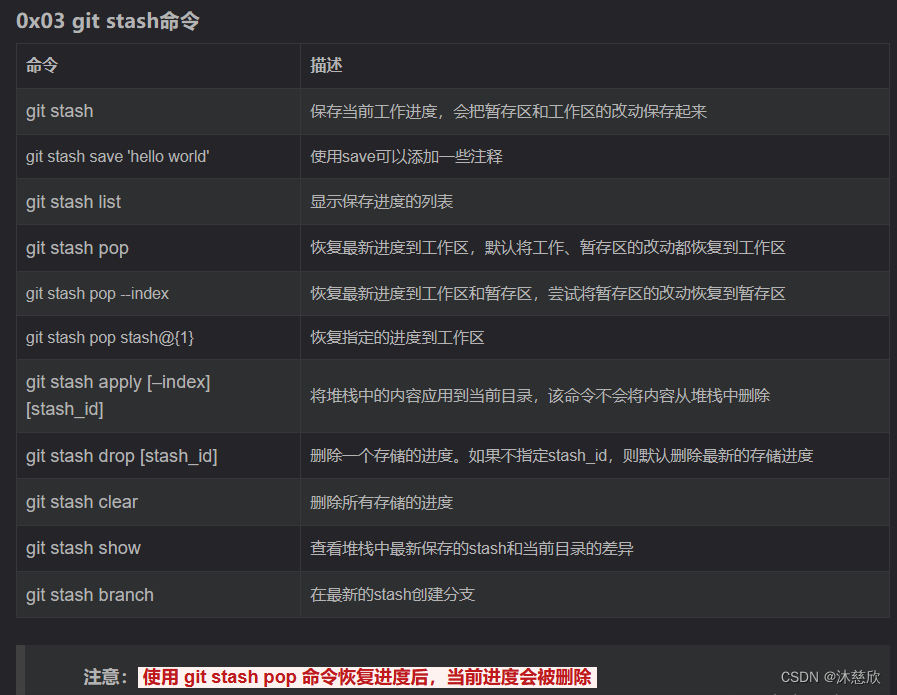 0x03 git stash命令
命令 描述
git stash 保存当前工作进度，会把暂存区和工作区的改动保存起来
git stash save 'hello world' 使用save可以添加一些注释
git stash list 显示保存进度的列表
git stash pop 恢复最新进度到工作区，默认将工作、暂存区的改动都恢复到工作区
git stash pop --index 恢复最新进度到工作区和暂存区，尝试将暂存区的改动恢复到暂存区
git stash pop stash@{1} 恢复指定的进度到工作区
git stash apply [–index]
[stash_id] 将堆栈中的内容应用到当前目录，该命令不会将内容从堆栈中删除
git stash drop [stash_id] 删除一个存储的进度。如果不指定stash_id，则默认删除最新的存储进度
git stash clear 删除所有存储的进度
git stash show 查看堆栈中最新保存的stash和当前目录的差异
git stash branch 在最新的stash创建分支
注意：使用 git stash pop 命令恢复进度后，当前进度会被删除
CSDN @沐慈欣